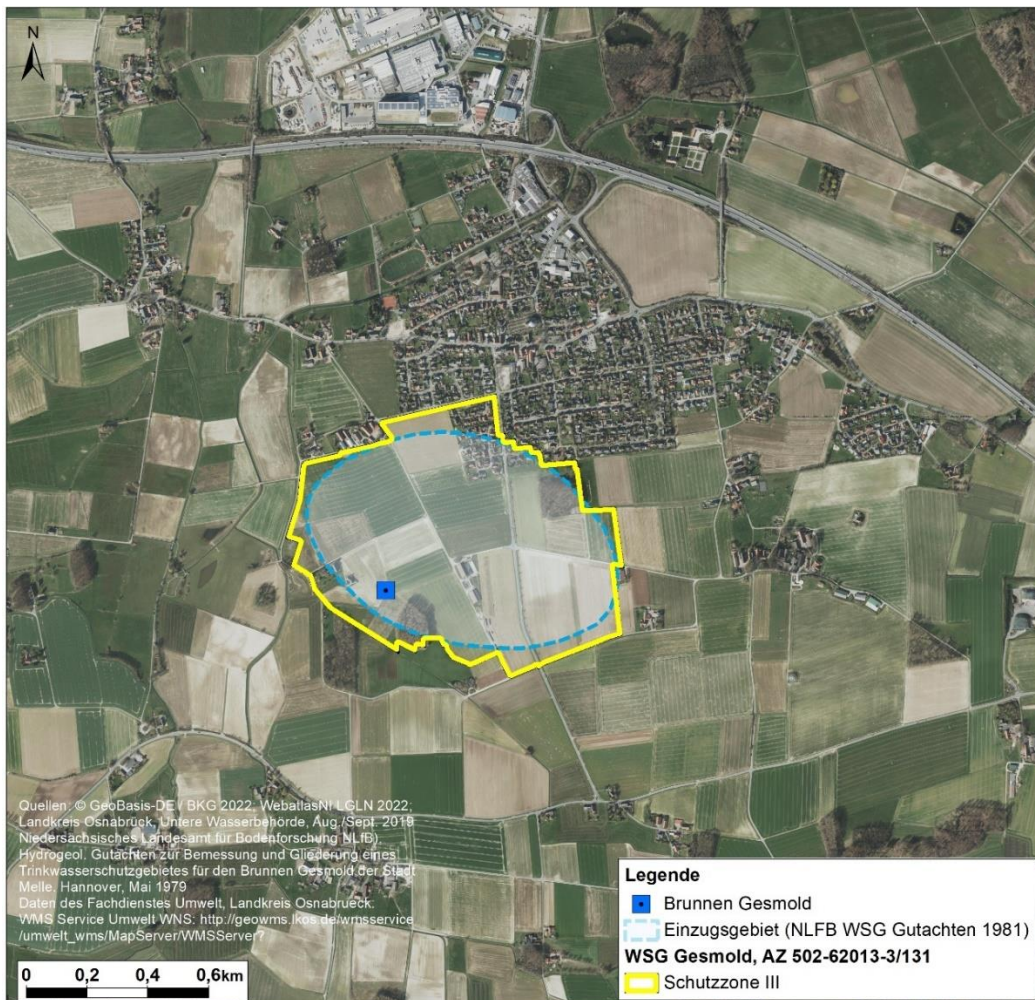 N
Quellen: © GeoBasis-DE / BKG 2022; WebatlasNI LGLN 2022;
Landkreis Osnabrück, Untere Wasserbehörde, Aug./Sept. 2019
Niedersächsisches Landesamt für Bodenforschung NLfB)
Hydrogeol. Gutachten zur Bemessung und Gliederung eines
Trinkwasserschutzgebietes für den Brunnen Gesmold der Stadt
Melle. Hannover, Mai 1979
Daten des Fachdienstes Umwelt, Landkreis Osnabrueck.
WMS Service Umwelt WNS: http://geowms.lkos.de/wmsservice
/umwelt_wms/MapServer/WMSServer?
0 0,2 0,4 0,6km
Legende
Brunnen Gesmold
Einzugsgebiet (NLFB WSG Gutachten 1981)
WSG Gesmold, AZ 502-62013-3/131
Schutzzone III